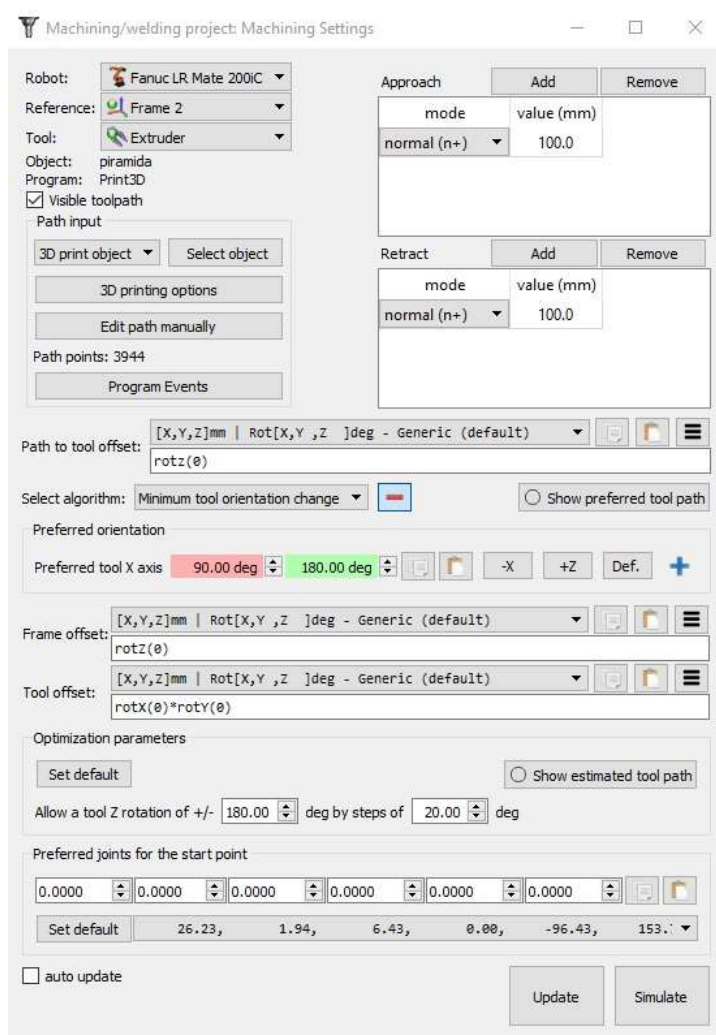 Machining/welding project: Machining Settings
Robot: Fanuc LR Mate 200iC
Reference: Frame 2
Tool: Extruder
Object: piramida
Program: Print3D
Visible toolpath
Path input
3D print object Select object
3D printing options
Edit path manually
Path points: 3944
Program Events
Approach Add Remove
mode value (mm)
normal (n+) 100.0
Retract Add Remove
mode value (mm)
normal (n+) 100.0
Path to tool offset: [X,Y,Z]mm | Rot[X,Y ,Z ]deg - Generic (default)
rotz(0)
Select algorithm: Minimum tool orientation change Show preferred tool path
Preferred orientation
Preferred tool X axis 90.00 deg 180.00 deg -X +Z Def.
Frame offset: [X,Y,Z]mm | Rot[X,Y ,Z ]deg - Generic (default)
rotZ(0)
Tool offset: [X,Y,Z]mm | Rot[X,Y ,Z ]deg - Generic (default)
rotX(0)*rotY(0)
Optimization parameters
Set default Show estimated tool path
Allow a tool Z rotation of +/- 180.00 deg by steps of 20.00 deg
Preferred joints for the start point
0.0000 0.0000 0.0000 0.0000 0.0000 0.0000
Set default 26.23, 1.94, 6.43, 0.00, -96.43, 153.
auto update
Update Simulate